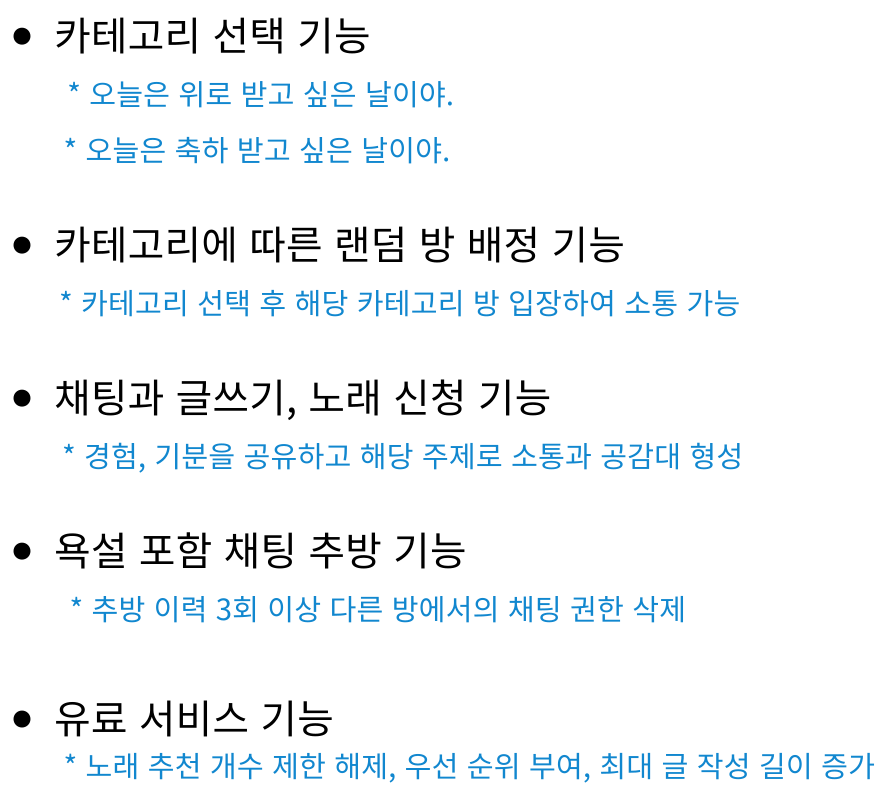 ● 카테고리 선택 기능
* 오늘은 위로 받고 싶은 날이야.
* 오늘은 축하 받고 싶은 날이야.
● 카테고리에 따른 랜덤 방 배정 기능
* 카테고리 선택 후 해당 카테고리 방 입장하여 소통 가능
● 채팅과 글쓰기, 노래 신청 기능
* 경험, 기분을 공유하고 해당 주제로 소통과 공감대 형성
● 욕설 포함 채팅 추방 기능
* 추방 이력 3회 이상 다른 방에서의 채팅 권한 삭제
● 유료 서비스 기능
* 노래 추천 개수 제한 해제, 우선 순위 부여, 최대 글 작성 길이 증가